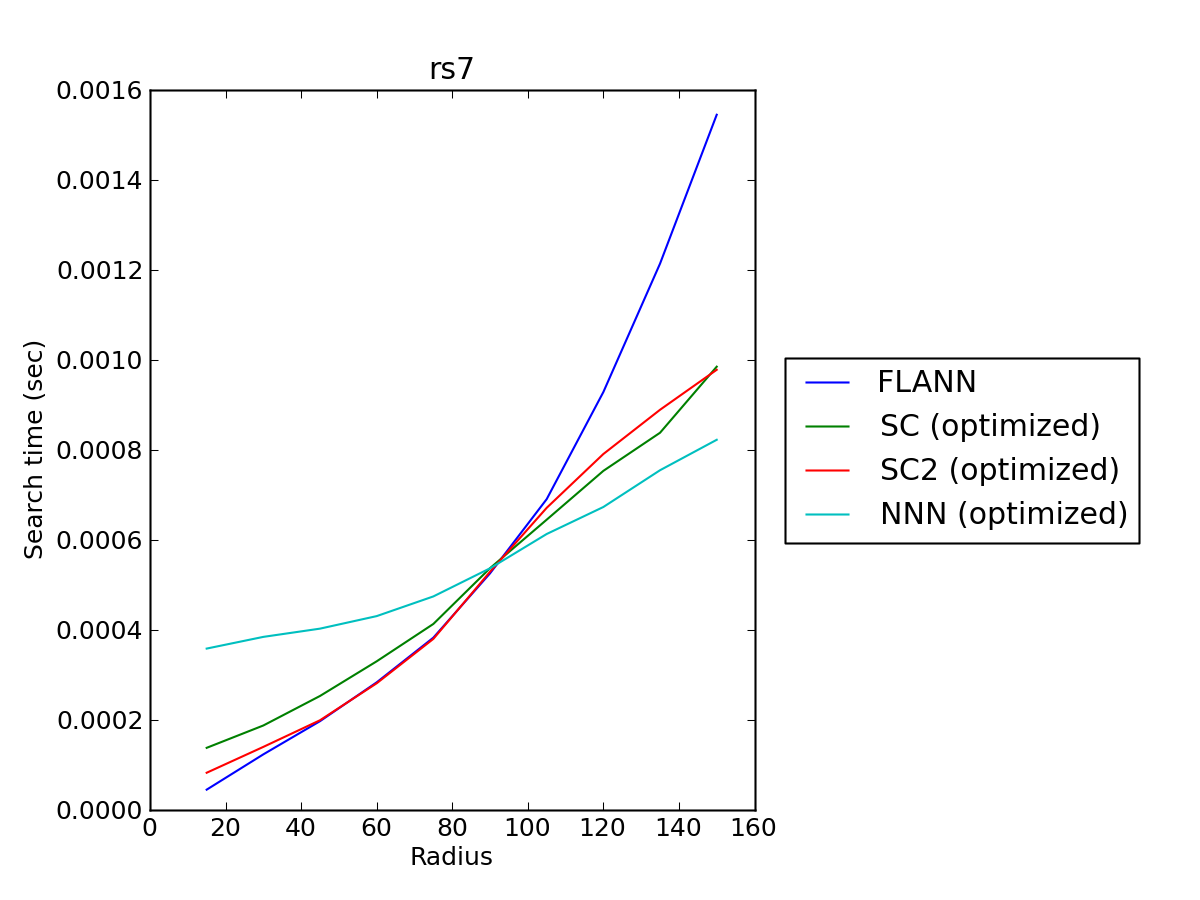 rs7
0.0016
0.0014
0.0012
0.0010
0.0008
0.0006
0.0004
0.0002
0.0000
Search time (sec)
0 20 40 60 80 100 120 140 160
Radius
FLANN
SC (optimized)
SC2 (optimized)
NNN (optimized)